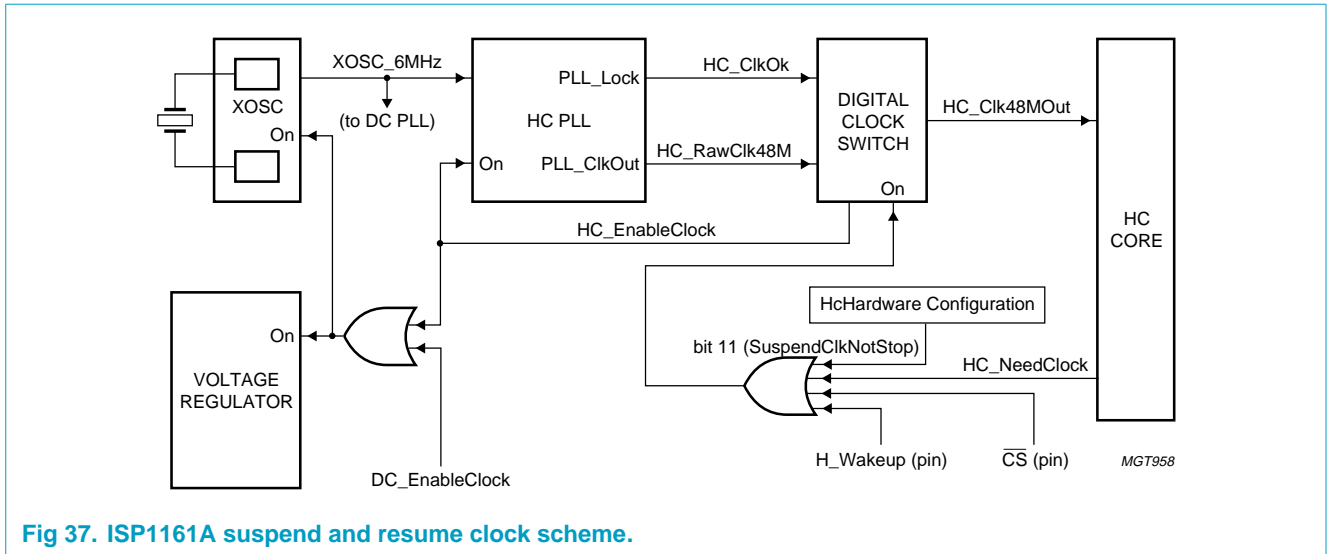 XOSC_6MHz
HC_ClkOk
PLL_Lock
DIGITAL
CLOCK
SWITCH
HC_Clk48MOut
XOSC
(to DC PLL)
HC PLL
On
On
PLL_ClkOut
HC_RawClk48M
On
HC_EnableClock
HC
CORE
HcHardware Configuration
On
bit 11 (SuspendClkNotStop)
HC_NeedClock
VOLTAGE
REGULATOR
H_Wakeup (pin)
C̅S̅ (pin)
MGT958
DC_EnableClock
Fig 37. ISP1161A suspend and resume clock scheme.